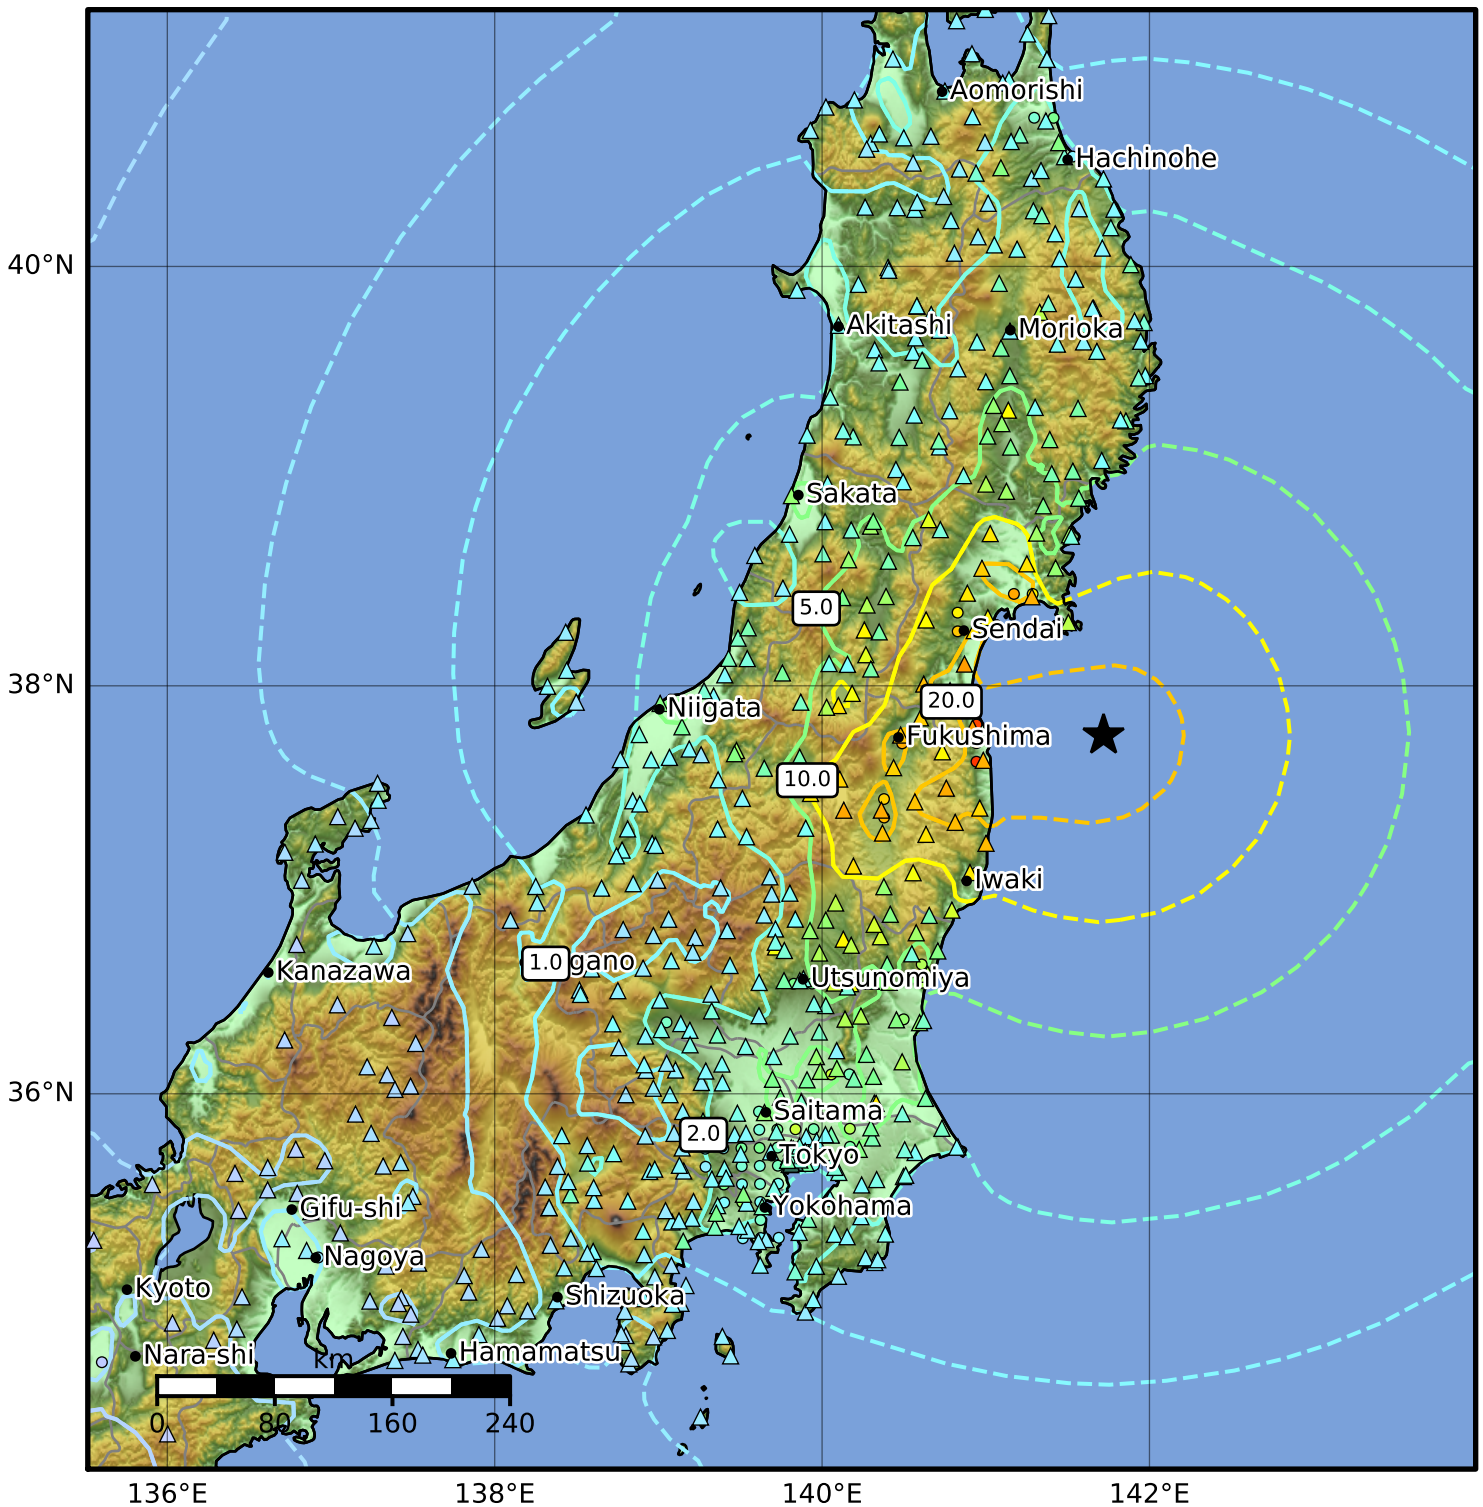 Aomorishi
Hachinohe
40°N
Akitashi
Morioka
Sakata
5.0
Sendai
38°N
20.0
Niigata
Fukushima
10.0
Iwaki
1.0
gano
Kanazawa
Utsunomiya
36°N
Saitama
2.0
Tokyo
Yokohama
Gifu-shi
Nagoya
Kyoto
Shizuoka
Nara-shi
km
Hamamatsu
0 80 160 240
136°E 138°E 140°E 142°E